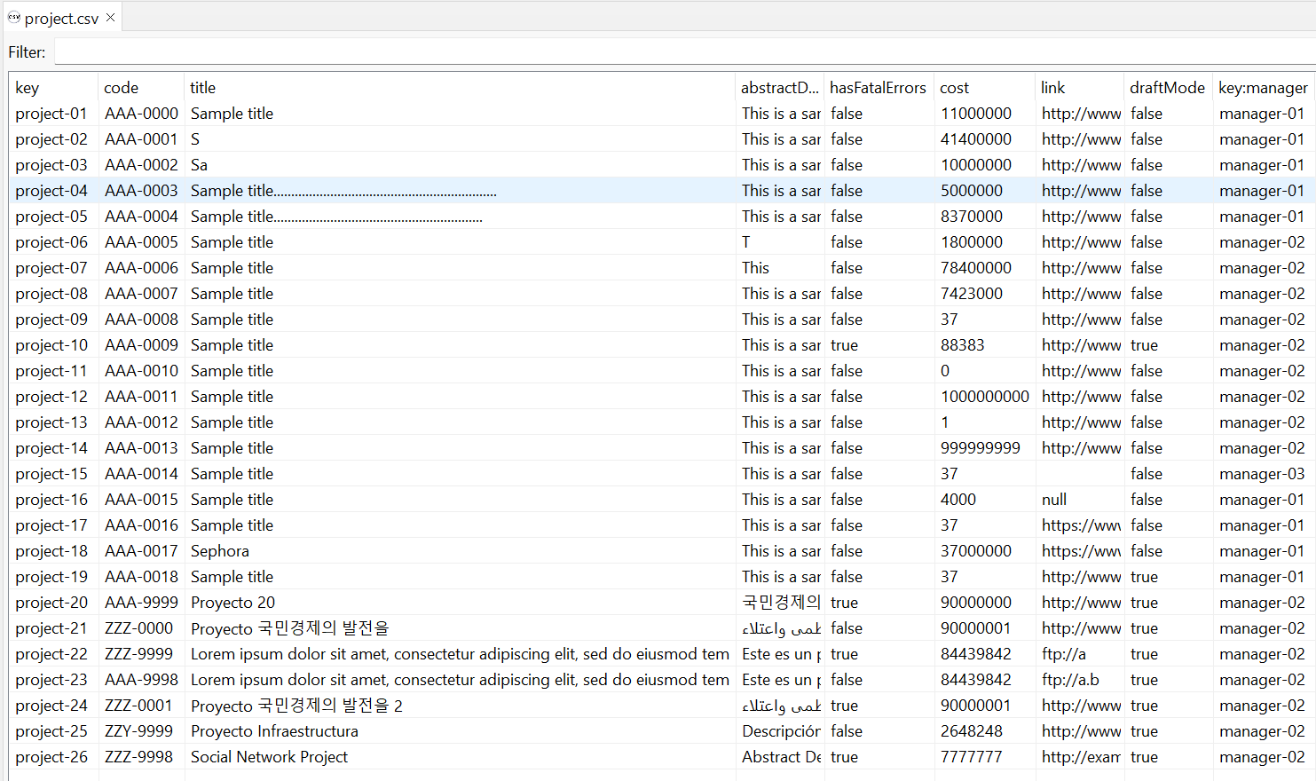 CSV project.csv ×
Filter:
key code title abstractD... hasFatalErrors cost link draftMode key:manager
project-01 AAA-0000 Sample title This is a sar false 11000000 http://www false manager-01
project-02 AAA-0001 S This is a sar false 41400000 http://www false manager-01
project-03 AAA-0002 Sa This is a sar false 10000000 http://www false manager-01
project-04 AAA-0003 Sample title............................................................... This is a sar false 5000000 http://www false manager-01
project-05 AAA-0004 Sample title........................................................... This is a sar false 8370000 http://www false manager-01
project-06 AAA-0005 Sample title T false 1800000 http://www false manager-02
project-07 AAA-0006 Sample title This false 78400000 http://www false manager-02
project-08 AAA-0007 Sample title This is a sar false 7423000 http://www false manager-02
project-09 AAA-0008 Sample title This is a sar false 37 http://www false manager-02
project-10 AAA-0009 Sample title This is a sar true 88383 http://www true manager-02
project-11 AAA-0010 Sample title This is a sar false 0 http://www false manager-02
project-12 AAA-0011 Sample title This is a sar false 1000000000 http://www false manager-02
project-13 AAA-0012 Sample title This is a sar false 1 http://www false manager-02
project-14 AAA-0013 Sample title This is a sar false 999999999 http://www false manager-02
project-15 AAA-0014 Sample title This is a sar false 37 false manager-03
project-16 AAA-0015 Sample title This is a sar false 4000 null false manager-01
project-17 AAA-0016 Sample title This is a sar false 37 https://wwv false manager-01
project-18 AAA-0017 Sephora This is a sar false 37000000 https://wwv false manager-01
project-19 AAA-0018 Sample title This is a sar false 37 http://www true manager-01
project-20 AAA-9999 Proyecto 20 국민경제의 true 90000000 http://www true manager-02
project-21 ZZZ-0000 Proyecto 국민경제의 발전을 ظمى واعتلاء false 90000001 http://www true manager-02
project-22 ZZZ-9999 Lorem ipsum dolor sit amet, consectetur adipiscing elit, sed do eiusmod tem Este es un p true 84439842 ftp://a true manager-02
project-23 AAA-9998 Lorem ipsum dolor sit amet, consectetur adipiscing elit, sed do eiusmod tem Este es un p false 84439842 ftp://a.b true manager-02
project-24 ZZZ-0001 Proyecto 국민경제의 발전을 2 ظمى واعتلاء true 90000001 http://www true manager-02
project-25 ZZY-9999 Proyecto Infraestructura Descripción false 2648248 http://www true manager-02
project-26 ZZZ-9998 Social Network Project Abstract De true 7777777 http://exam true manager-02